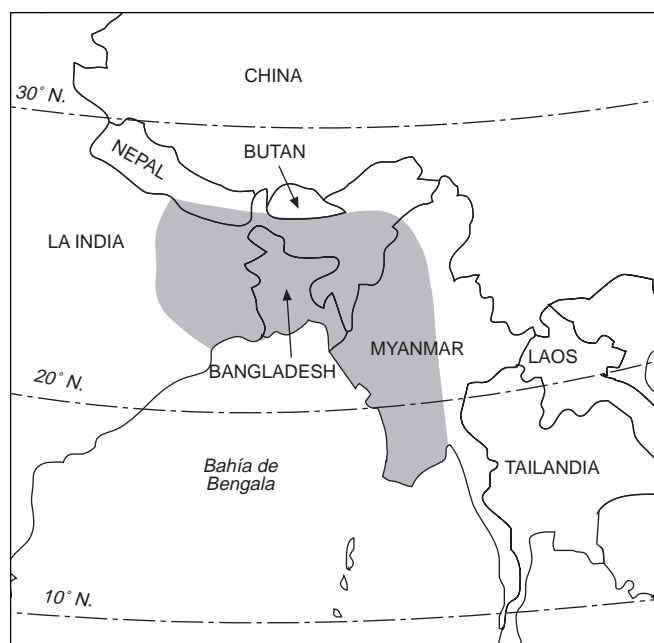 CHINA
30° N.
NEPAL
BUTAN
LA INDIA
MYANMAR
LAOS
BANGLADESH
20° N.
Bahía de
Bengala
TAILANDIA
10° N.